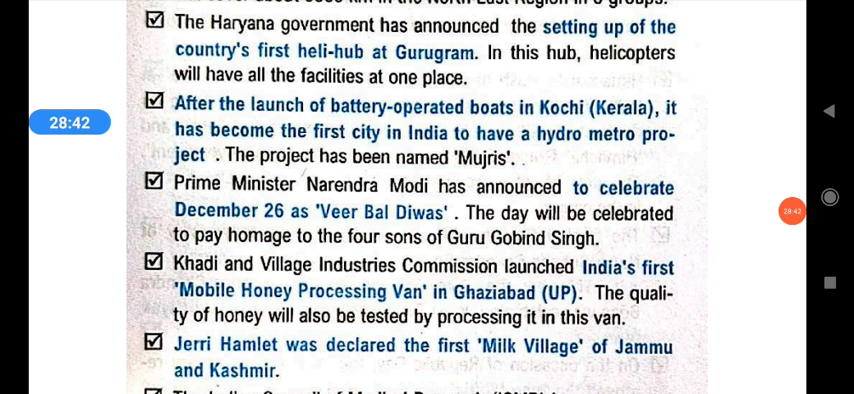 The Haryana government has announced the setting up of the
country's first heli-hub at Gurugram. In this hub, helicopters
will have all the facilities at one place.
28:42
After the launch of battery-operated boats in Kochi (Kerala), it
has become the first city in India to have a hydro metro pro-
ject . The project has been named 'Mujris'.
Prime Minister Narendra Modi has announced to celebrate
December 26 as 'Veer Bal Diwas' . The day will be celebrated
28:42
to pay homage to the four sons of Guru Gobind Singh.
Khadi and Village Industries Commission launched India's first
'Mobile Honey Processing Van' in Ghaziabad (UP). The quali-
ty of honey will also be tested by processing it in this van.
Jerri Hamlet was declared the first 'Milk Village' of Jammu
and Kashmir.